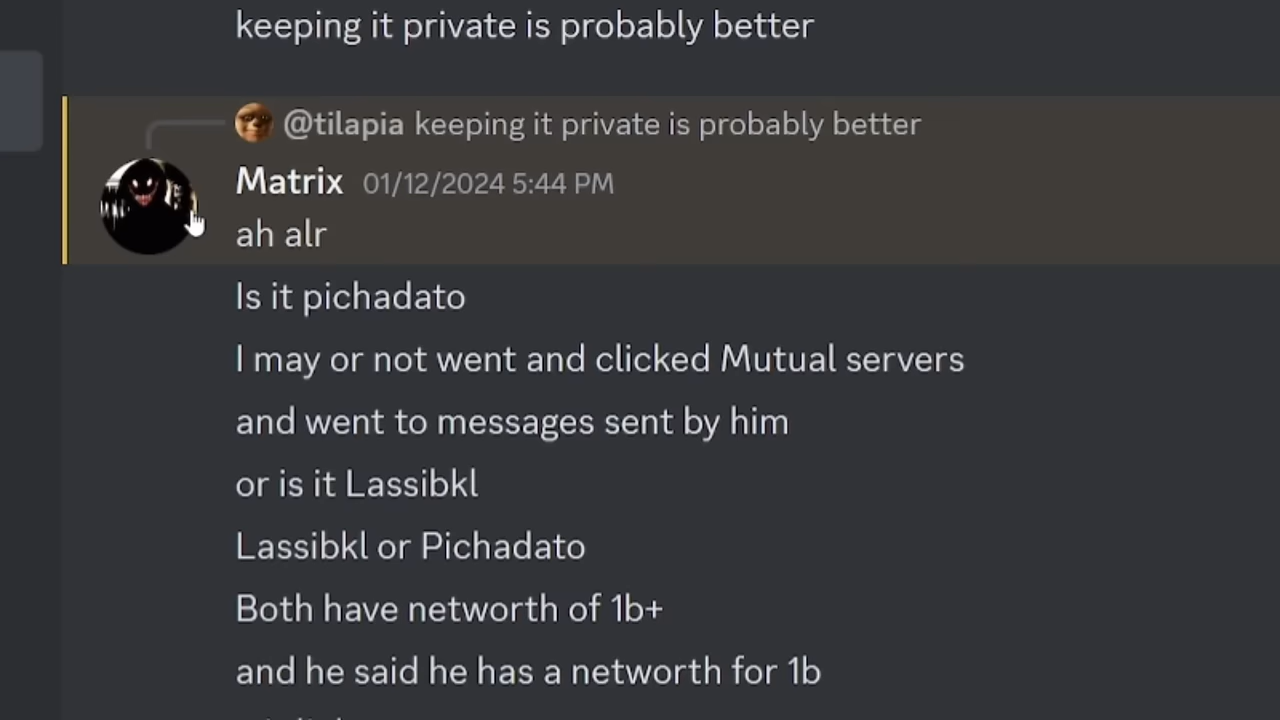 keeping it private is probably better
@tilapia keeping it private is probably better
Matrix 01/12/2024 5:44 PM
ah alr
Is it pichadato
I may or not went and clicked Mutual servers
and went to messages sent by him
or is it Lassibkl
Lassibkl or Pichadato
Both have networth of 1b+
and he said he has a networth for 1b